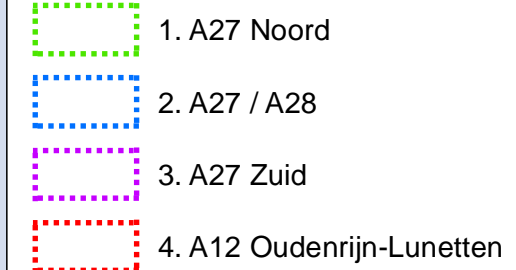 1. A27 Noord
2. A27 / A28
3. A27 Zuid
4. A12 Oudenrijn-Lunetten